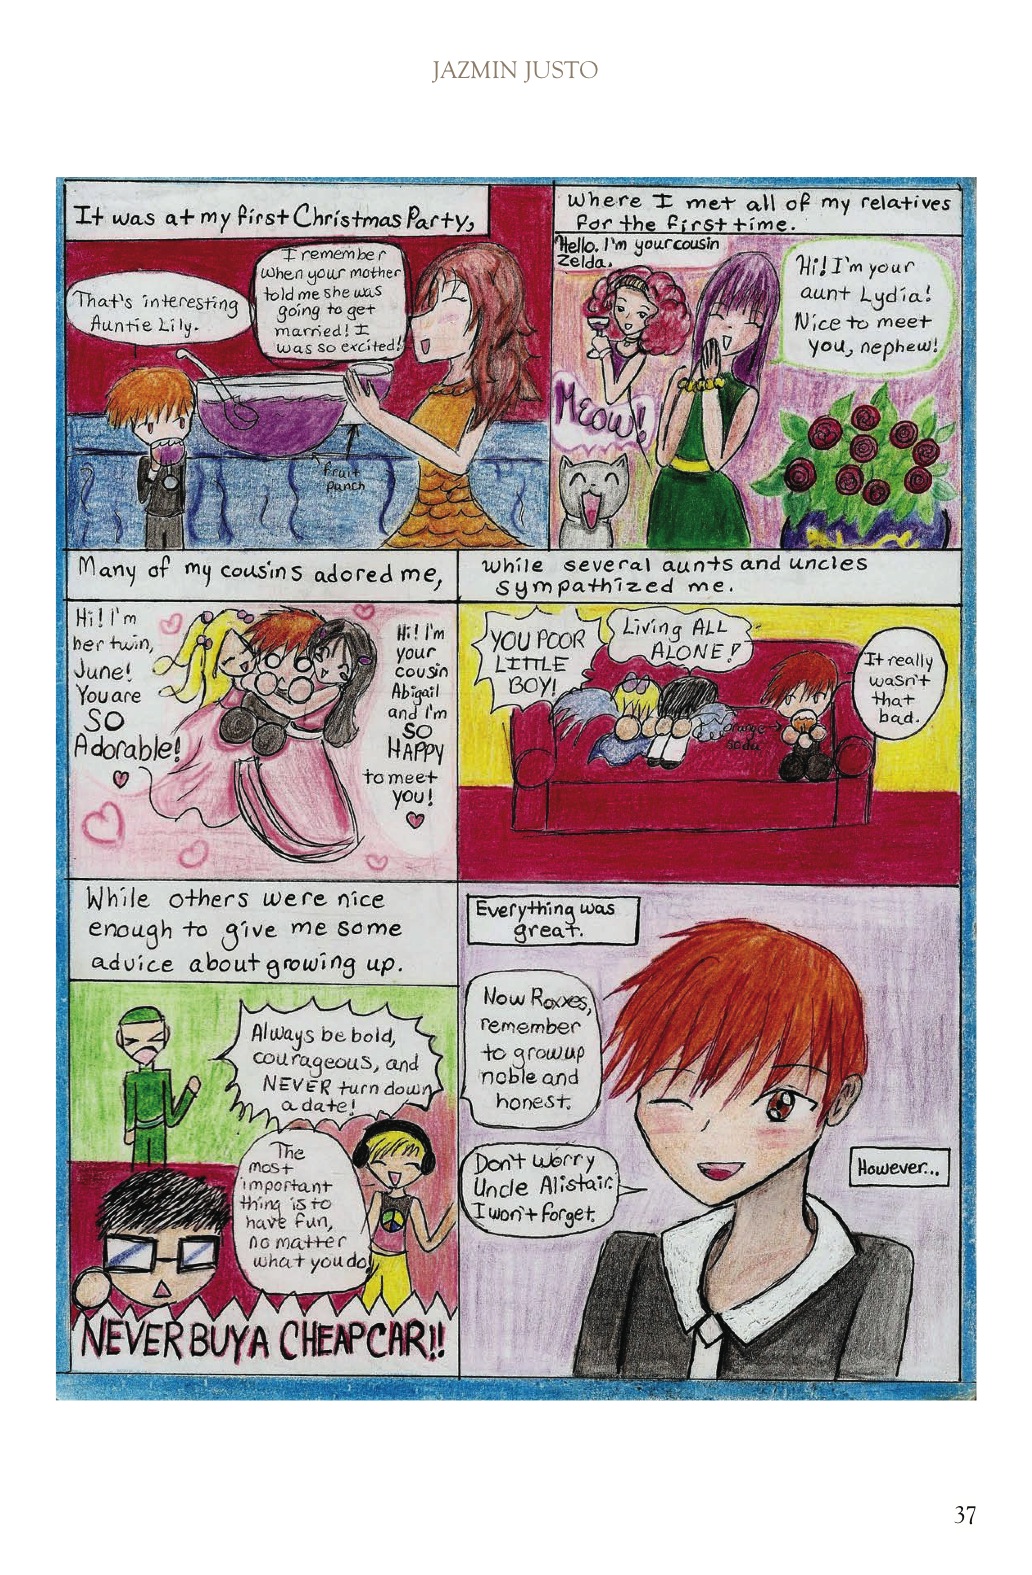 JAZMIN JUSTO
It was at my first Christmas Party,
That's interesting
Auntie Lily.
I remember
when your mother
told me she was
going to get
married! I
was so excited!
fruit
punch
Where I met all of my relatives
for the first time.
Hello. I'm your cousin
Zelda.
MEOW!
Hi! I'm your
aunt Lydia!
Nice to meet
you, nephew!
Many of my cousins adored me,
Hi! I'm
her twin,
June!
You are
SO
Adorable!
Hi! I'm
your
cousin
Abigail
and I'm
SO
HAPPY
to meet
you!
while several aunts and uncles
sympathized me.
YOU POOR
LITTLE
BOY!
Living ALL
ALONE!
It really
wasn't
that
bad.
orange
soda
While others were nice
enough to give me some
advice about growing up.
Always be bold,
courageous, and
NEVER turn down
a date!
The
most
important
thing is to
have fun,
no matter
what you do!
NEVER BUY A CHEAP CAR!!
Everything was
great.
Now Roxxes,
remember
to grow up
noble and
honest.
Don't worry
Uncle Alistair.
I won't forget.
However...
37